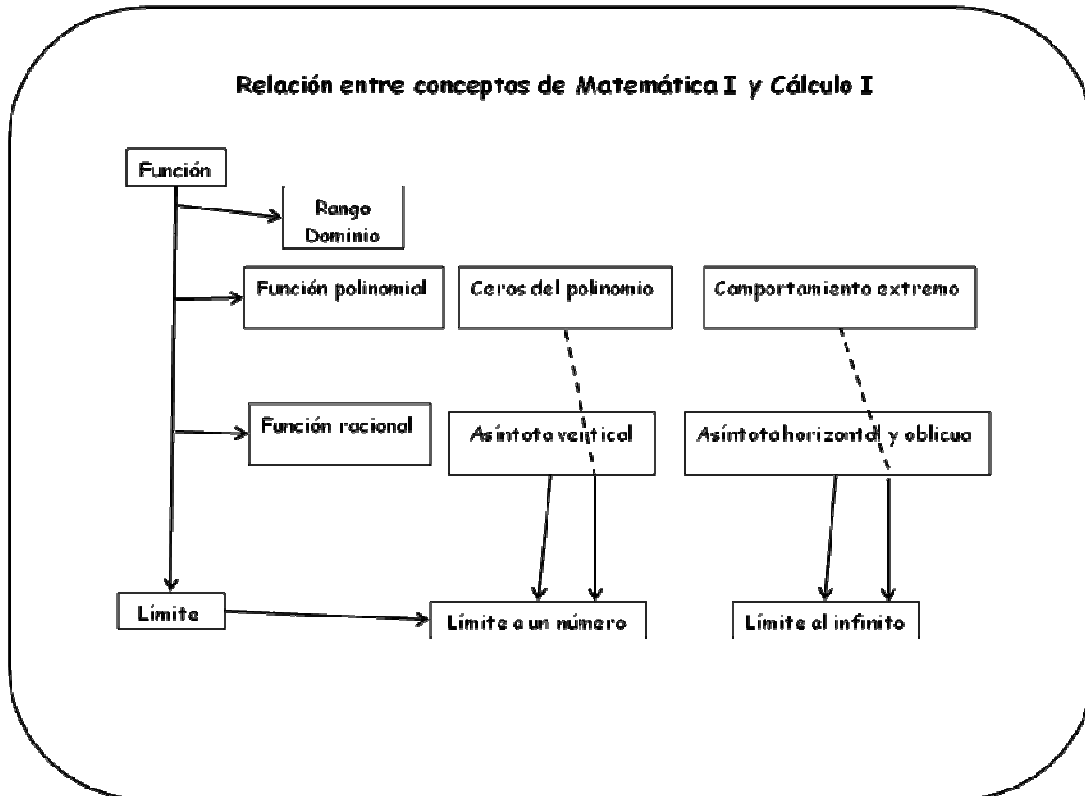 Relación entre conceptos de Matemática I y Cálculo I
Función
Rango
Dominio
Función polinomial
Ceros del polinomio
Comportamiento extremo
Función racional
Asíntota vertical
Asíntota horizontal y oblicua
Límite
Límite a un número
Límite al infinito